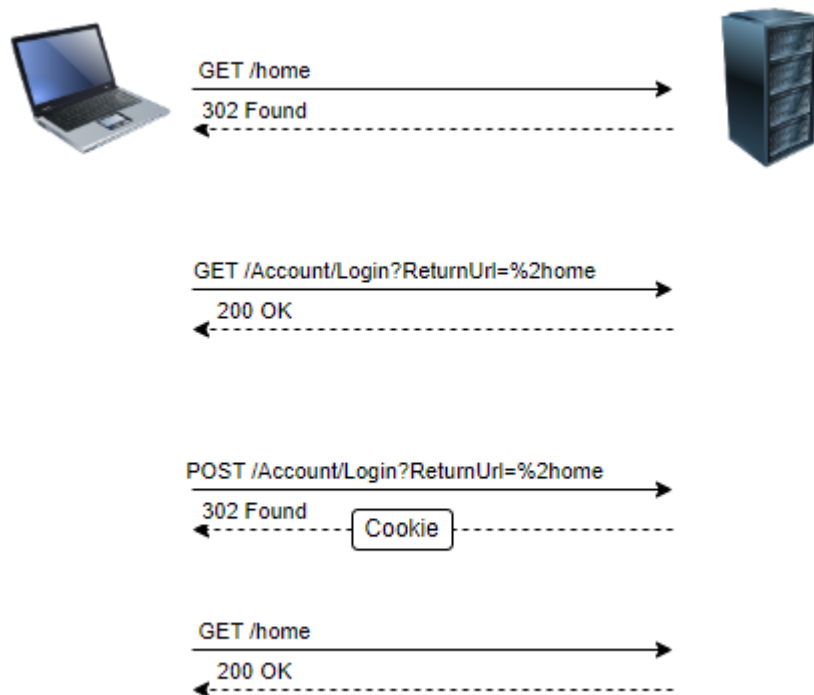 GET /home
302 Found
GET /Account/Login?ReturnUrl=%2home
200 OK
POST /Account/Login?ReturnUrl=%2home
302 Found
Cookie
GET /home
200 OK